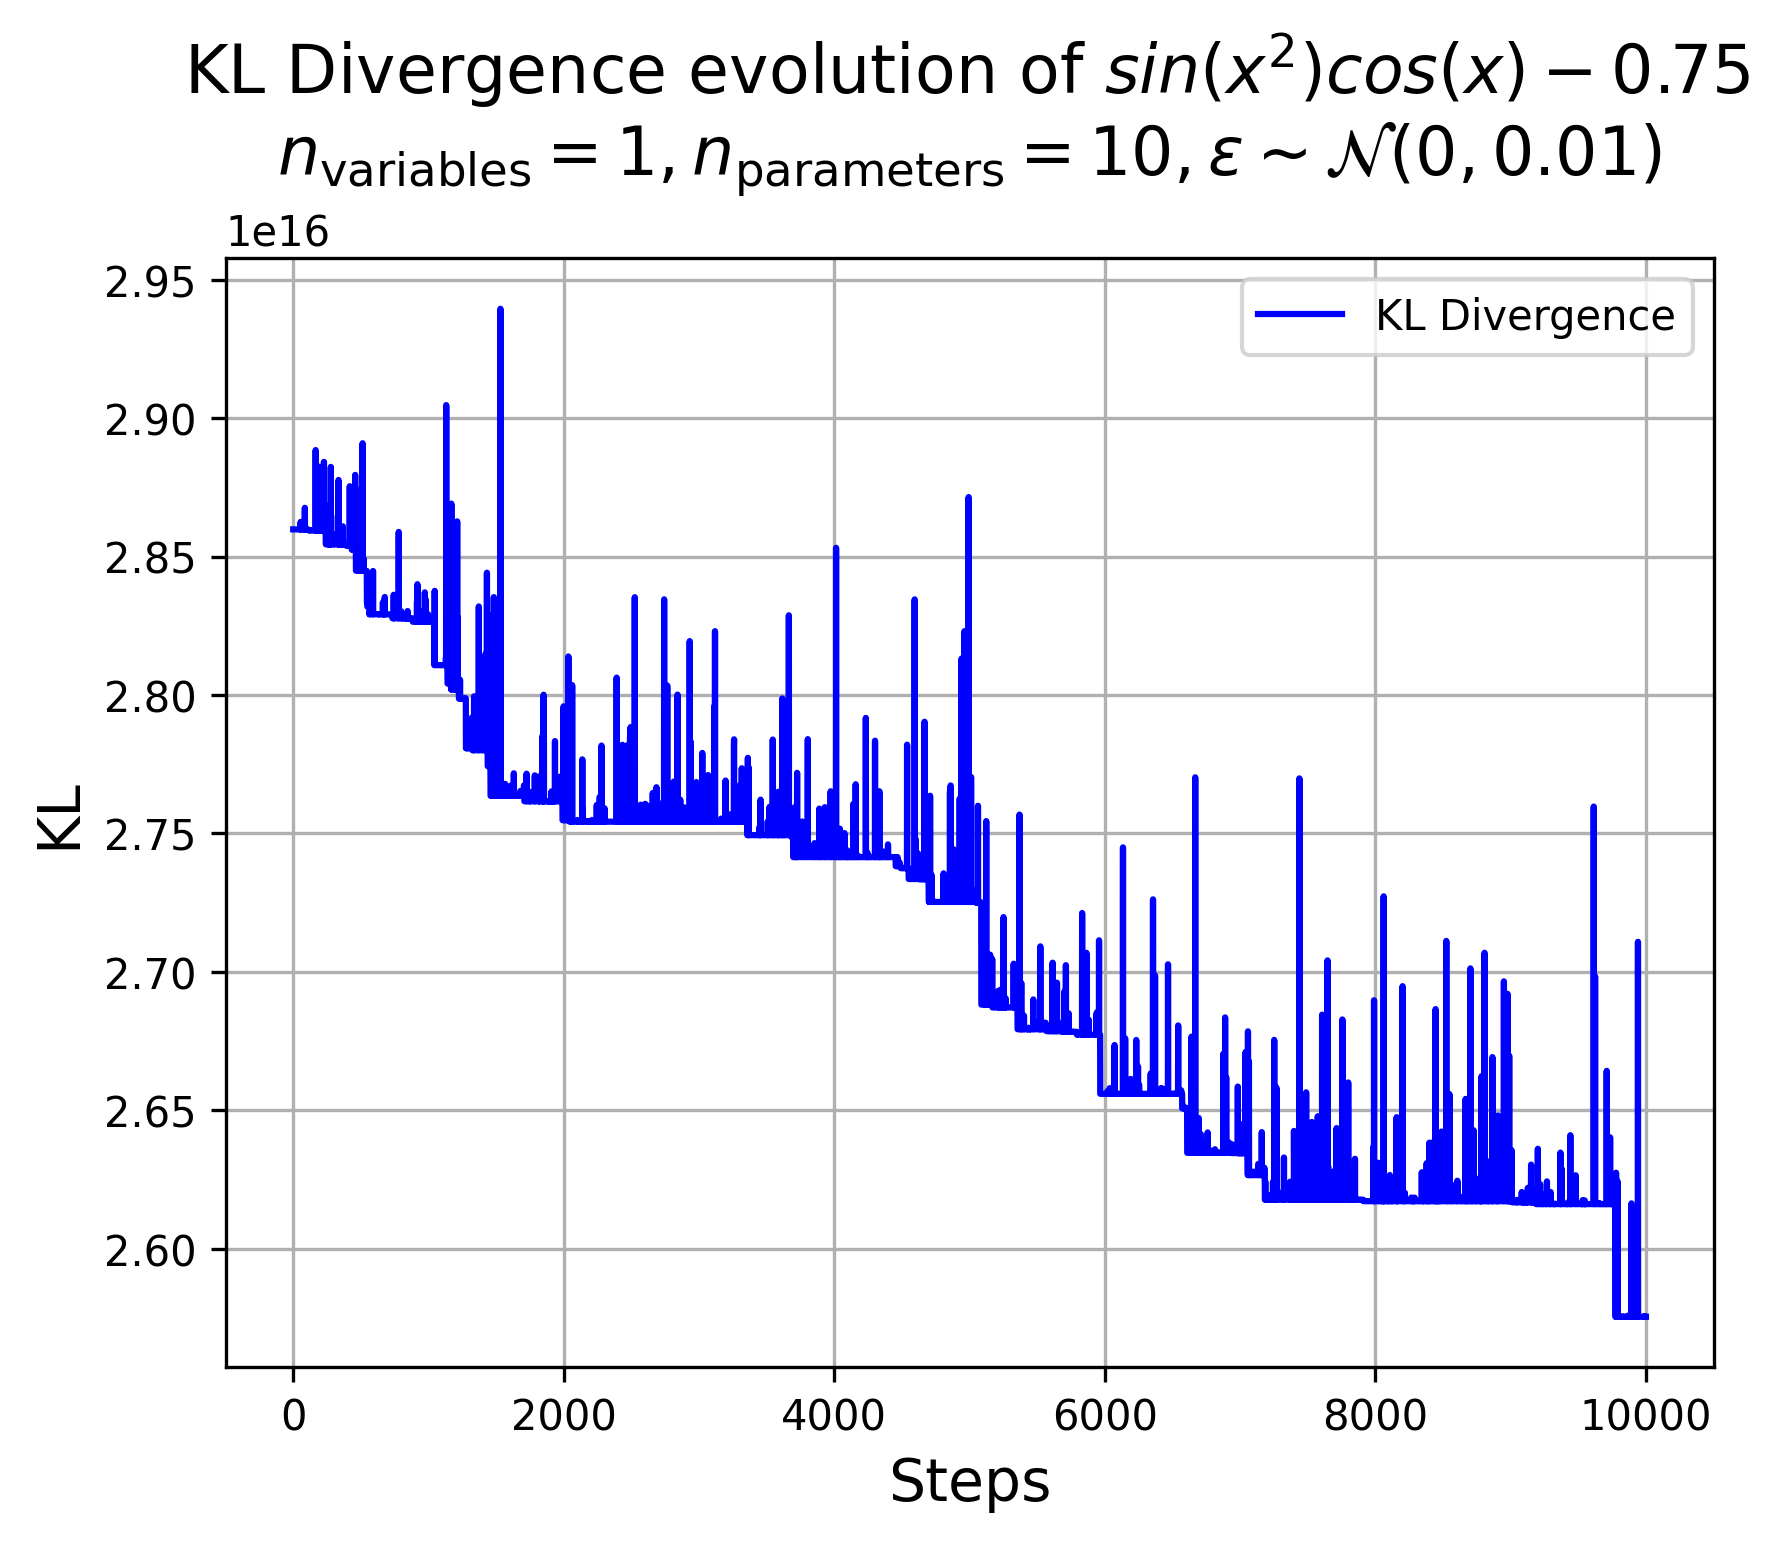 KL Divergence evolution of sin(x²)cos(x) − 0.75
n_variables = 1, n_parameters = 10, ε ∼ 𝒩(0, 0.01)
1e16
KL Divergence
2.95
2.90
2.85
2.80
2.75
2.70
2.65
2.60
KL
0 2000 4000 6000 8000 10000
Steps